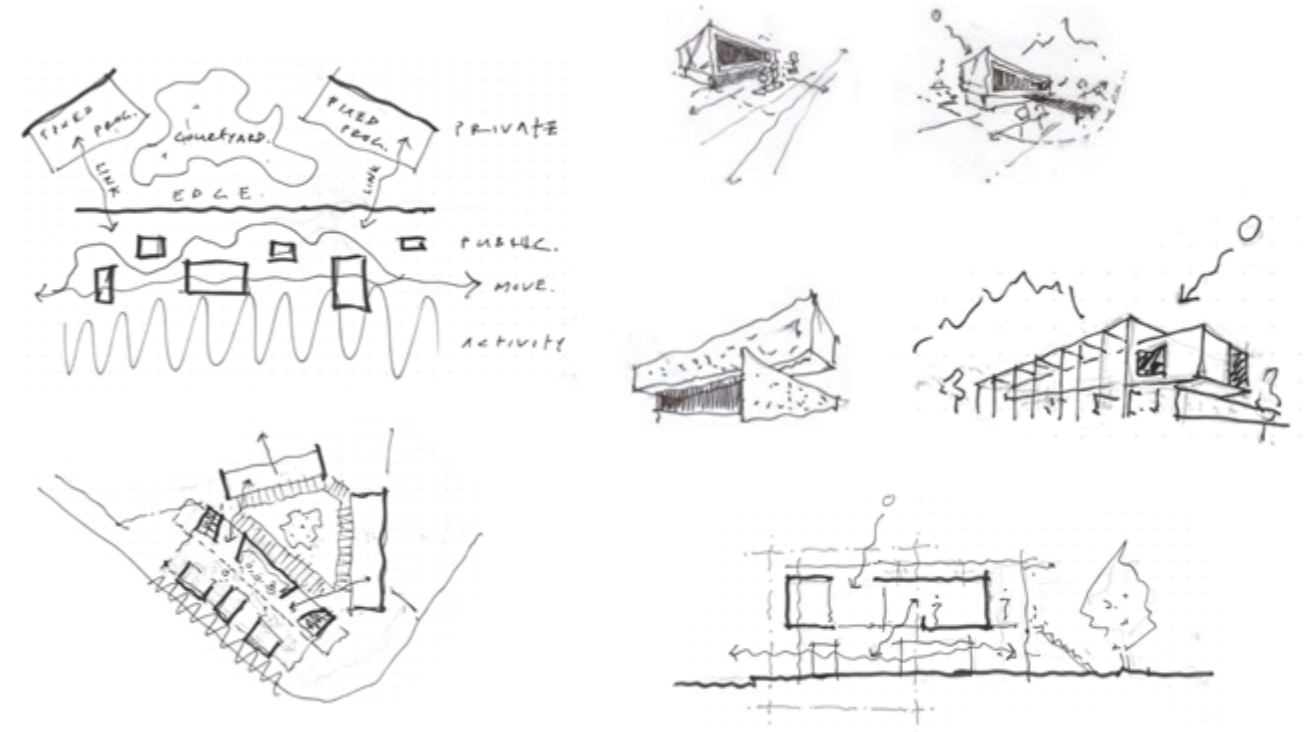 FIXED
PROG.
COURTYARD.
FIXED
PROG.
PRIVATE
LINK
LINK
EDGE.
PUBLIC.
MOVE.
ACTIVITY